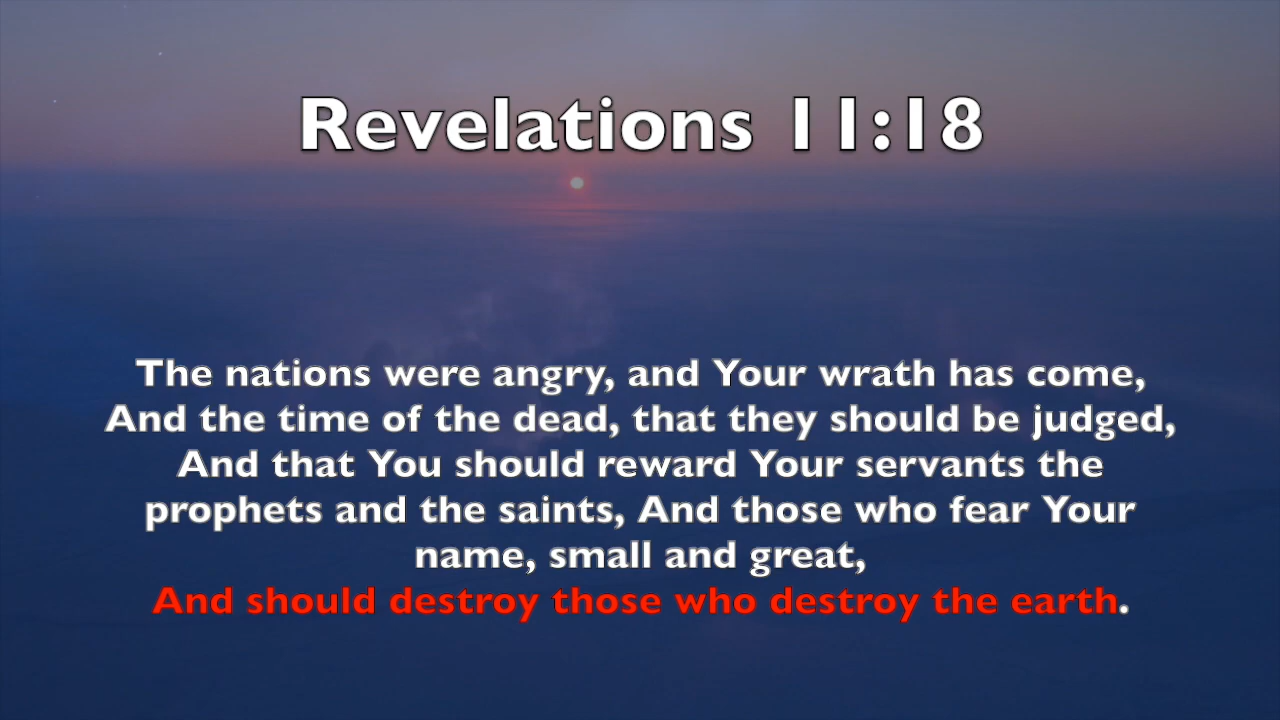 Revelations 11:18
The nations were angry, and Your wrath has come,
And the time of the dead, that they should be judged,
And that You should reward Your servants the
prophets and the saints, And those who fear Your
name, small and great,
And should destroy those who destroy the earth.